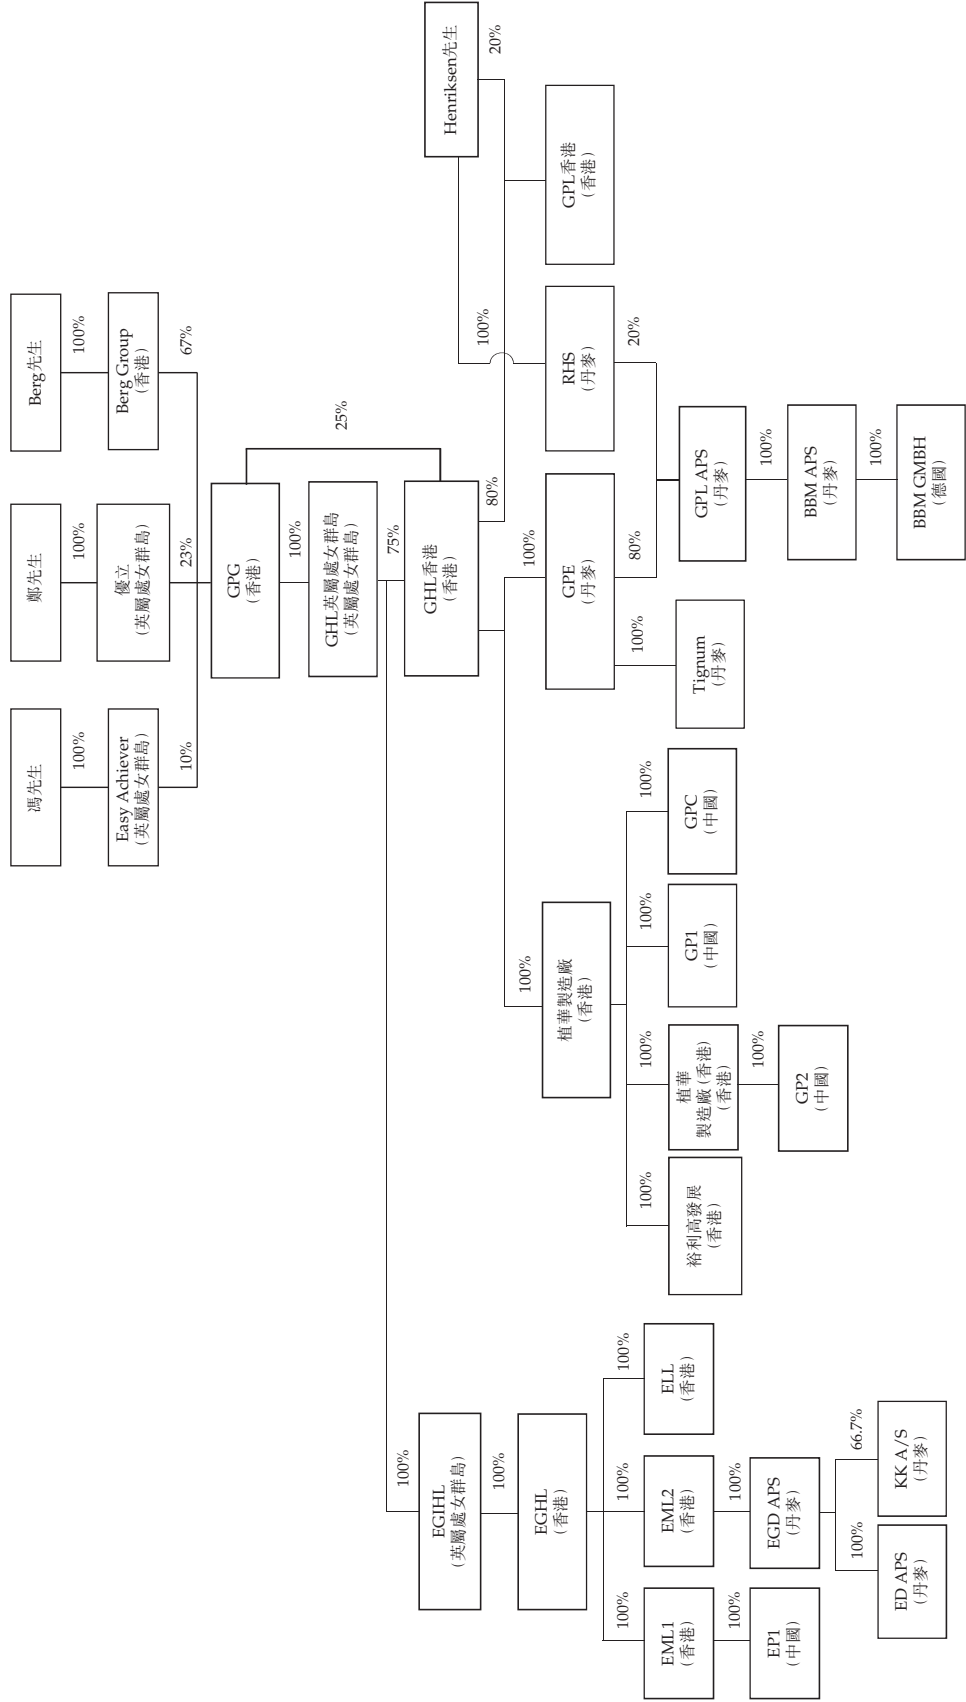 馮先生
鄭先生
Berg先生
100%
100%
100%
Easy Achiever
（英屬處女群島）
優立
（英屬處女群島）
Berg Group
（香港）
10%
23%
67%
GPG
（香港）
100%
25%
GHL英屬處女群島
（英屬處女群島）
75%
Henriksen先生
20%
100%
EGIHL
（英屬處女群島）
GHL香港
（香港）
80%
100%
100%
100%
100%
EGHL
（香港）
植華製造廠
（香港）
GPE
（丹麥）
RHS
（丹麥）
GPL香港
（香港）
100%
100%
100%
100%
100%
100%
100%
100%
80%
20%
EML1
（香港）
EML2
（香港）
ELL
（香港）
裕利高發展
（香港）
植華
製造廠（香港）
（香港）
GP1
（中國）
GPC
（中國）
Tignum
（丹麥）
GPL APS
（丹麥）
100%
100%
100%
100%
EP1
（中國）
EGD APS
（丹麥）
GP2
（中國）
BBM APS
（丹麥）
100%
66.7%
100%
ED APS
（丹麥）
KK A/S
（丹麥）
BBM GMBH
（德國）